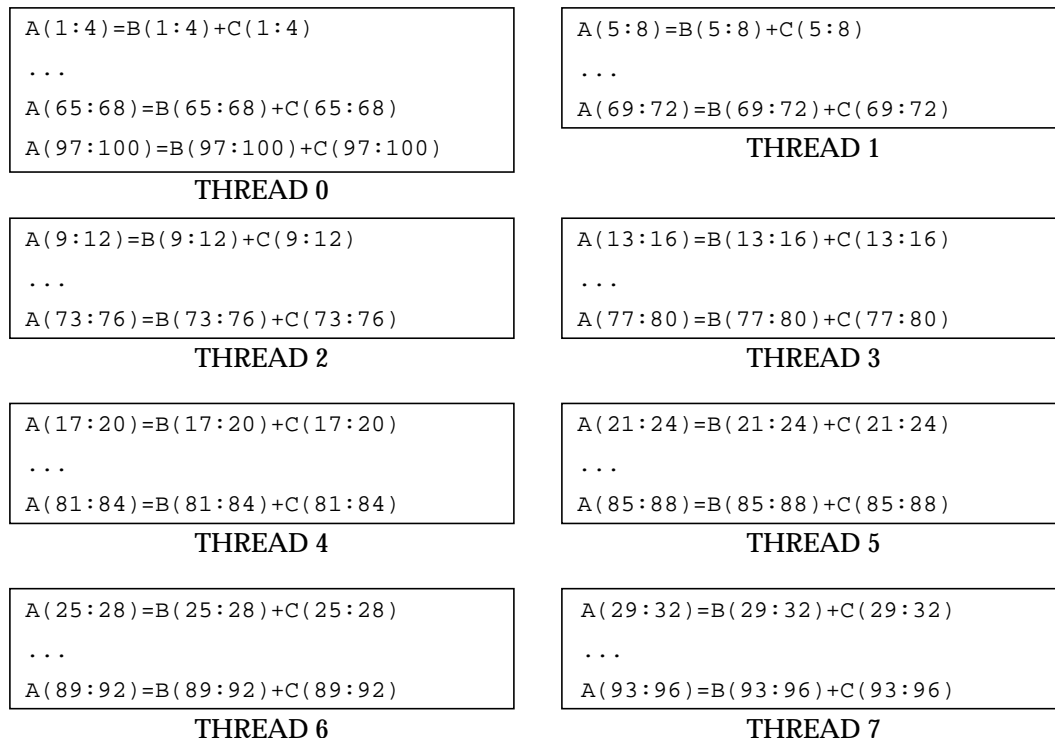 A(1:4)=B(1:4)+C(1:4)
...
A(65:68)=B(65:68)+C(65:68)
A(97:100)=B(97:100)+C(97:100)
THREAD 0
A(5:8)=B(5:8)+C(5:8)
...
A(69:72)=B(69:72)+C(69:72)
THREAD 1
A(9:12)=B(9:12)+C(9:12)
...
A(73:76)=B(73:76)+C(73:76)
THREAD 2
A(13:16)=B(13:16)+C(13:16)
...
A(77:80)=B(77:80)+C(77:80)
THREAD 3
A(17:20)=B(17:20)+C(17:20)
...
A(81:84)=B(81:84)+C(81:84)
THREAD 4
A(21:24)=B(21:24)+C(21:24)
...
A(85:88)=B(85:88)+C(85:88)
THREAD 5
A(25:28)=B(25:28)+C(25:28)
...
A(89:92)=B(89:92)+C(89:92)
THREAD 6
A(29:32)=B(29:32)+C(29:32)
...
A(93:96)=B(93:96)+C(93:96)
THREAD 7